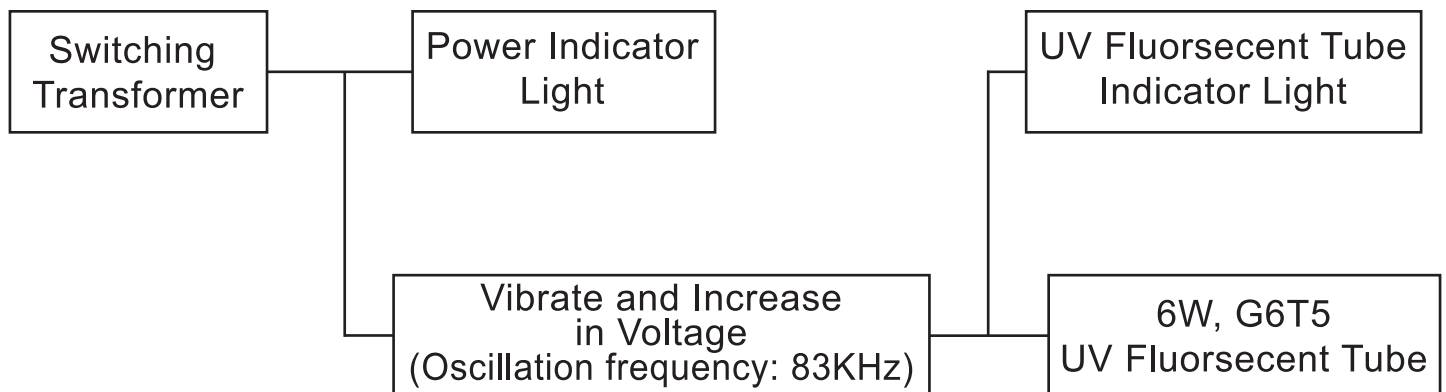 Switching
Transformer
Power Indicator
Light
UV Fluorsecent Tube
Indicator Light
Vibrate and Increase
in Voltage
(Oscillation frequency: 83KHz)
6W, G6T5
UV Fluorsecent Tube